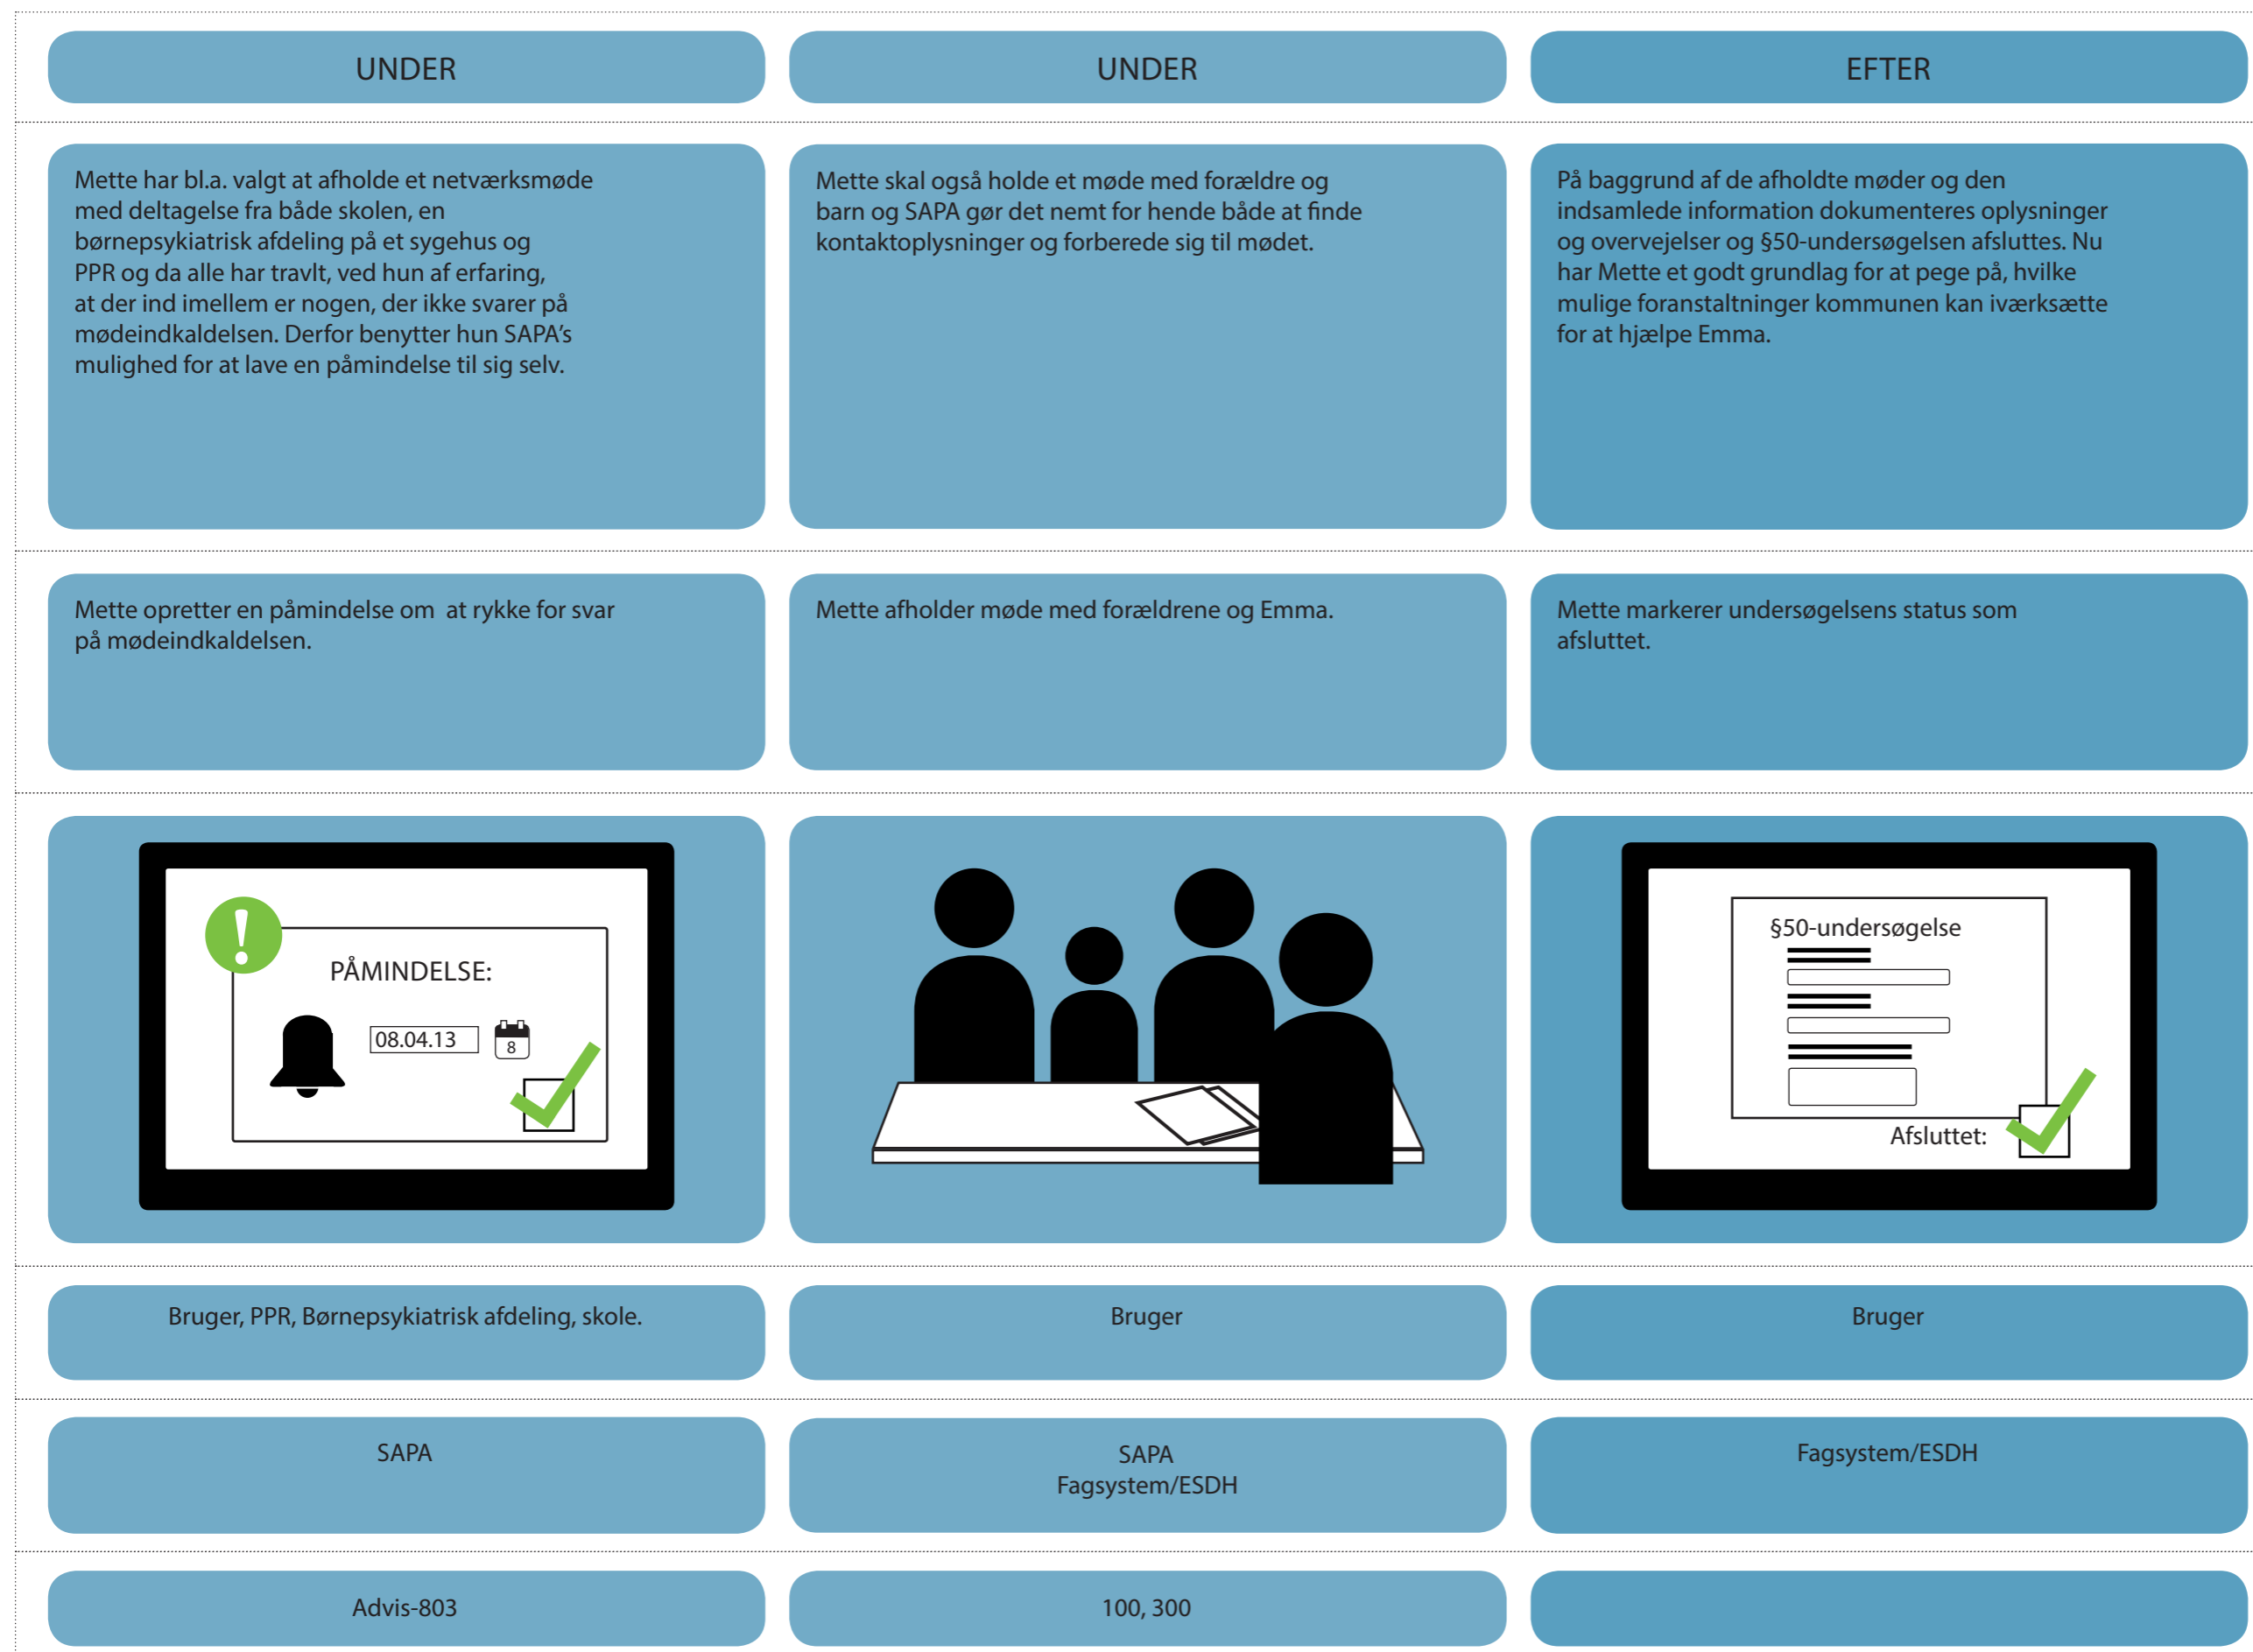 UNDER
UNDER
EFTER
Mette har bl.a. valgt at afholde et netværksmøde
med deltagelse fra både skolen, en
børnepsykiatrisk afdeling på et sygehus og
PPR og da alle har travlt, ved hun af erfaring,
at der ind imellem er nogen, der ikke svarer på
mødeindkaldelsen. Derfor benytter hun SAPA’s
mulighed for at lave en påmindelse til sig selv.
Mette skal også holde et møde med forældre og
barn og SAPA gør det nemt for hende både at finde
kontaktoplysninger og forberede sig til mødet.
På baggrund af de afholdte møder og den
indsamlede information dokumenteres oplysninger
og overvejelser og §50-undersøgelsen afsluttes. Nu
har Mette et godt grundlag for at pege på, hvilke
mulige foranstaltninger kommunen kan iværksætte
for at hjælpe Emma.
Mette opretter en påmindelse om  at rykke for svar
på mødeindkaldelsen.
Mette afholder møde med forældrene og Emma.
Mette markerer undersøgelsens status som
afsluttet.
!
PÅMINDELSE:
08.04.13
8
§50-undersøgelse
Afsluttet:
Bruger, PPR, Børnepsykiatrisk afdeling, skole.
Bruger
Bruger
SAPA
SAPA
Fagsystem/ESDH
Fagsystem/ESDH
Advis-803
100, 300